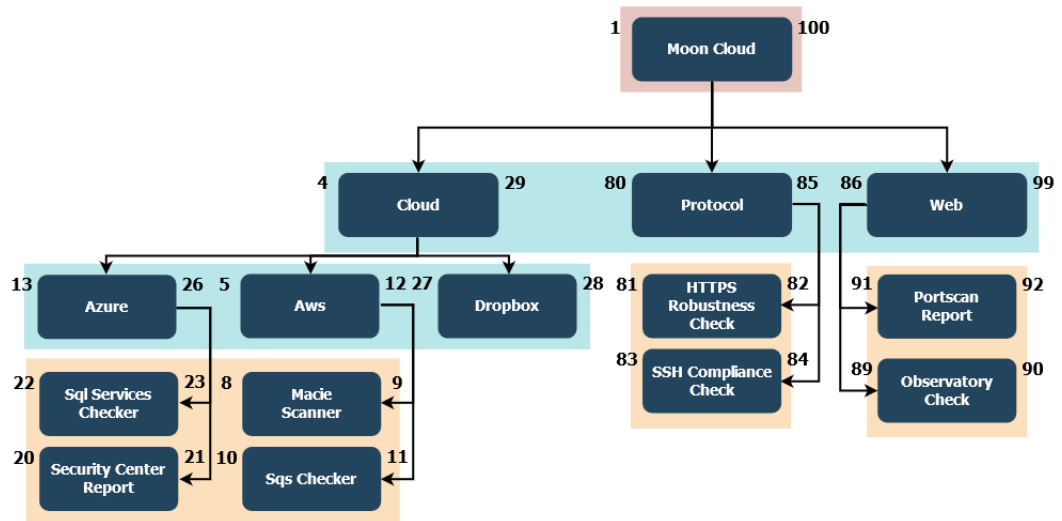 1 Moon Cloud 100
4 Cloud 29
80 Protocol 85
86 Web 99
13 Azure 26
5 Aws 12
27 Dropbox 28
81 HTTPS 82
Robustness
Check
91 Portscan 92
Report
83 SSH Compliance 84
Check
89 Observatory 90
Check
22 Sql Services 23
Checker
8 Macie 9
Scanner
20 Security Center 21
Report
10 Sqs Checker 11